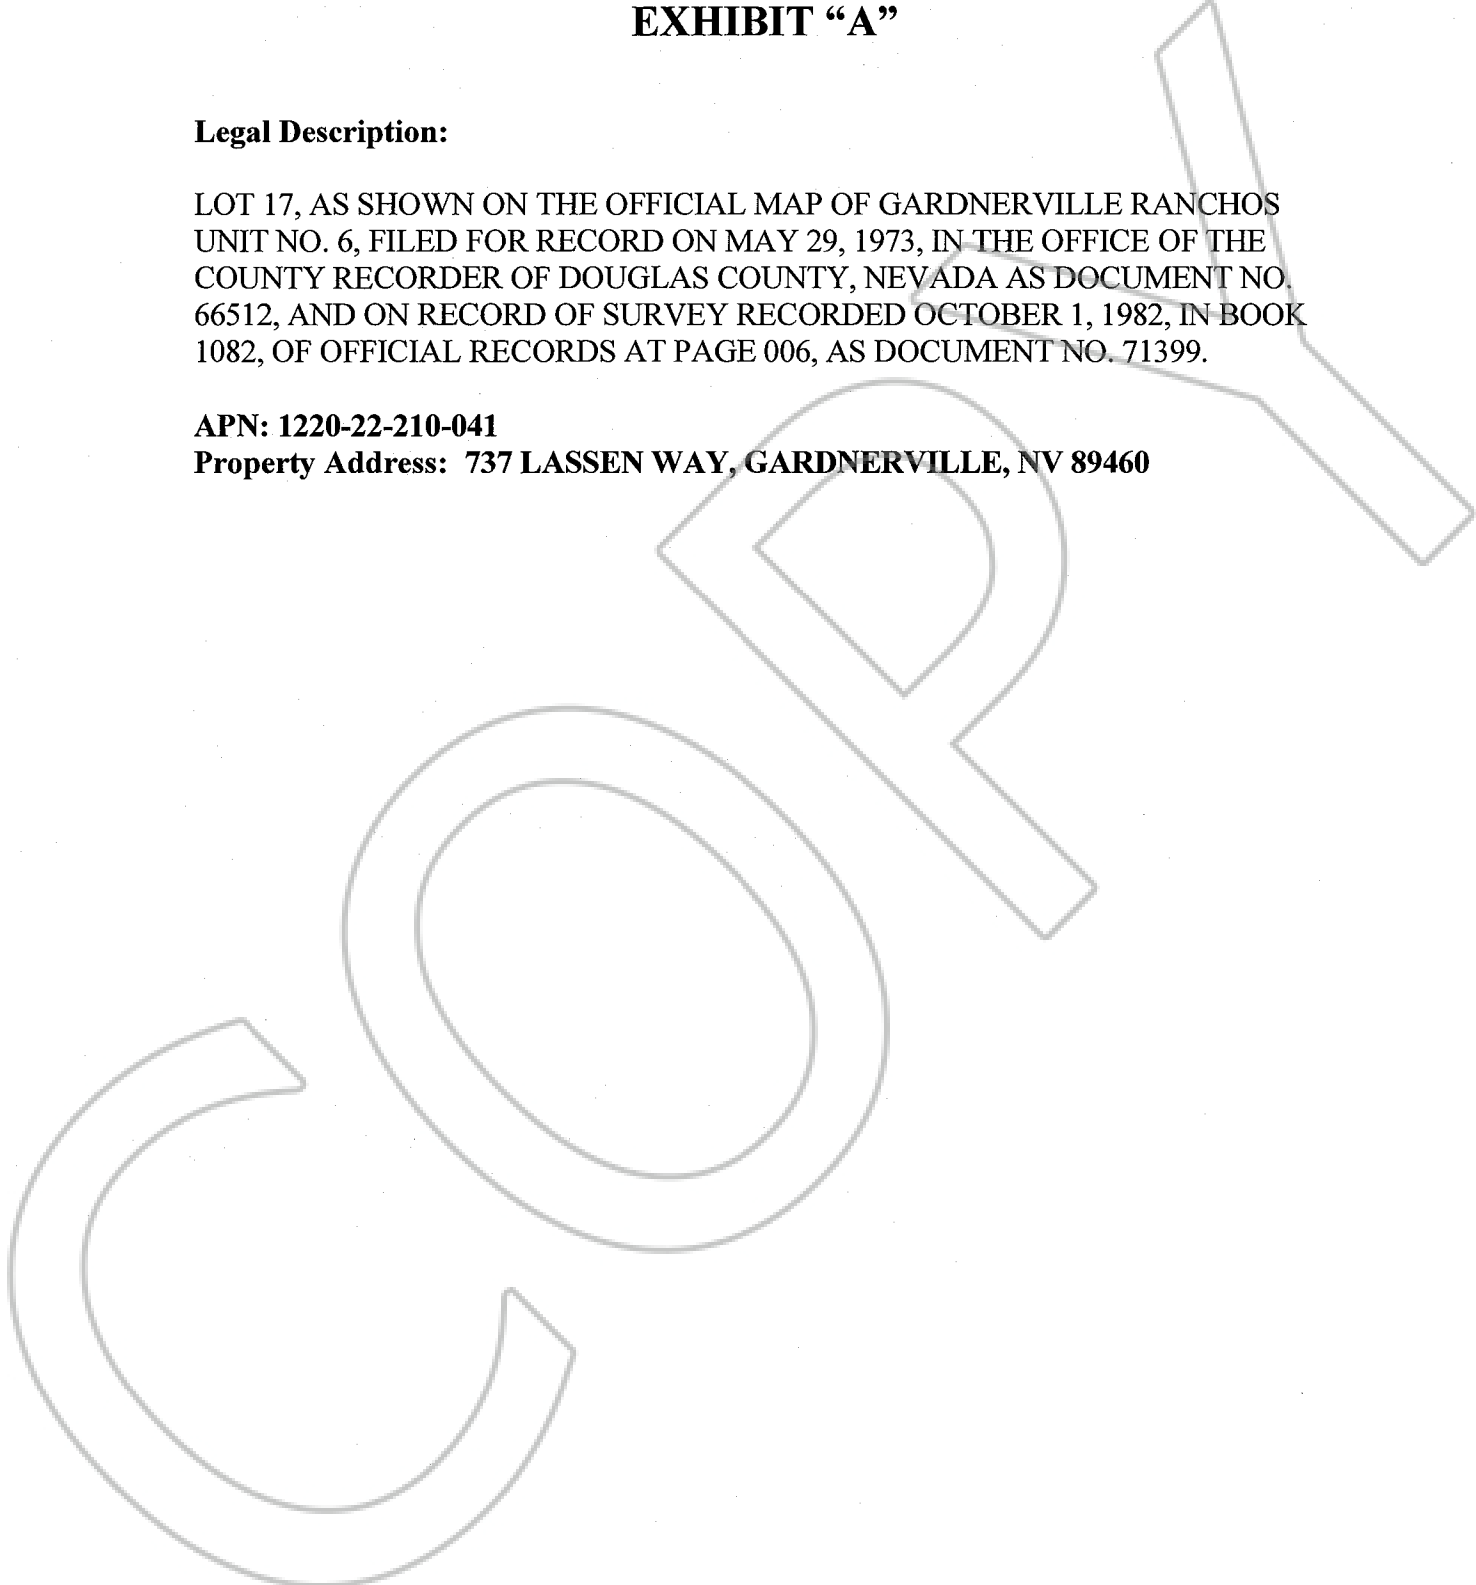 EXHIBIT “A”
Legal Description:
LOT 17, AS SHOWN ON THE OFFICIAL MAP OF GARDNERVILLE RANCHOS
UNIT NO. 6, FILED FOR RECORD ON MAY 29, 1973, IN THE OFFICE OF THE
COUNTY RECORDER OF DOUGLAS COUNTY, NEVADA AS DOCUMENT NO.
66512, AND ON RECORD OF SURVEY RECORDED OCTOBER 1, 1982, IN BOOK
1082, OF OFFICIAL RECORDS AT PAGE 006, AS DOCUMENT NO. 71399.
APN: 1220-22-210-041
Property Address: 737 LASSEN WAY, GARDNERVILLE, NV 89460
COPY